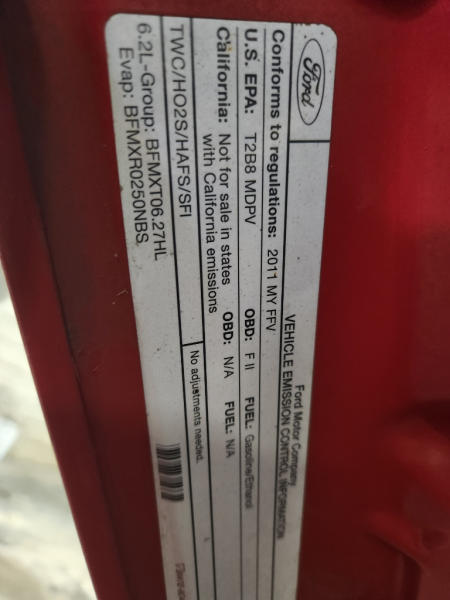 Ford
Ford Motor Company
VEHICLE EMISSION CONTROL INFORMATION
Conforms to regulations: 2011 MY FFV
U.S. EPA: T2B8 MDPV OBD: F II FUEL: Gasoline/Ethanol
California: Not for sale in states with California emissions OBD: N/A FUEL: N/A
TWC/HO2S/HAFS/SFI
No adjustments needed.
6.2L-Group: BFMXT06.27HL
Evap: BFMXR0250NBS